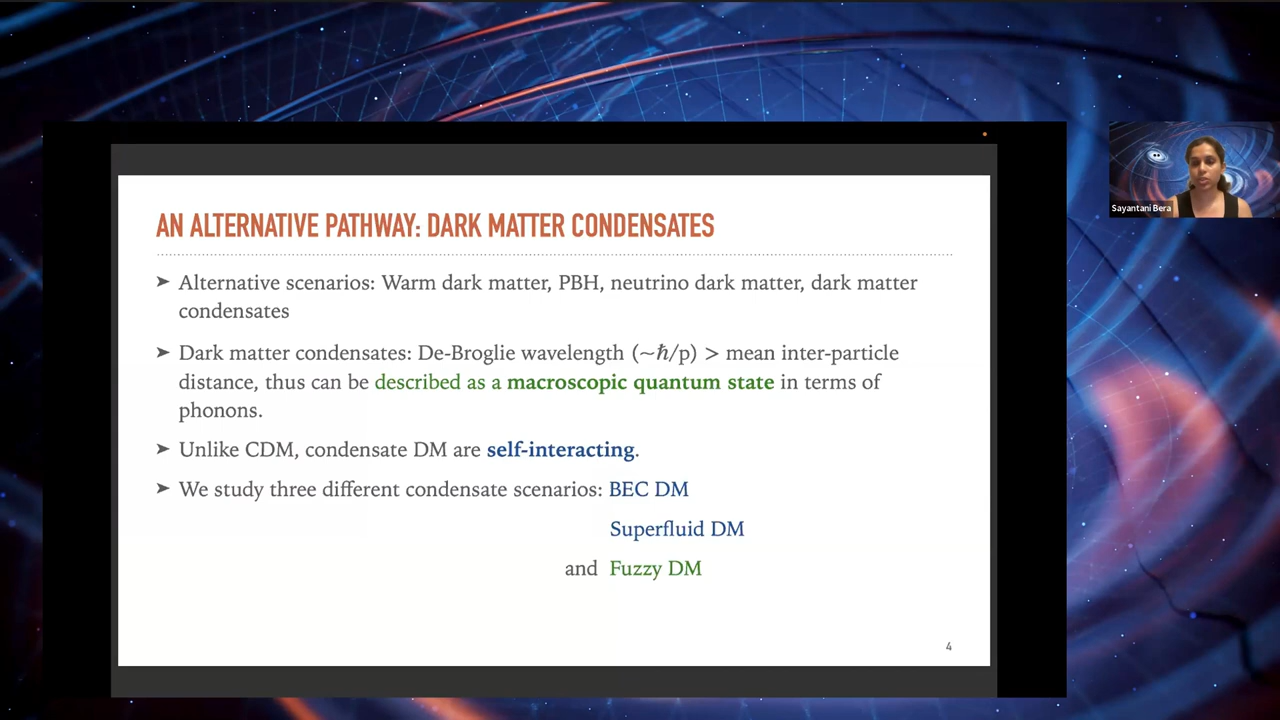 AN ALTERNATIVE PATHWAY: DARK MATTER CONDENSATES
➤ Alternative scenarios: Warm dark matter, PBH, neutrino dark matter, dark matter
condensates
➤ Dark matter condensates: De-Broglie wavelength (~ℏ/p) > mean inter-particle
distance, thus can be described as a macroscopic quantum state in terms of
phonons.
➤ Unlike CDM, condensate DM are self-interacting.
➤ We study three different condensate scenarios: BEC DM
Superfluid DM
and Fuzzy DM
4
Sayantani Bera